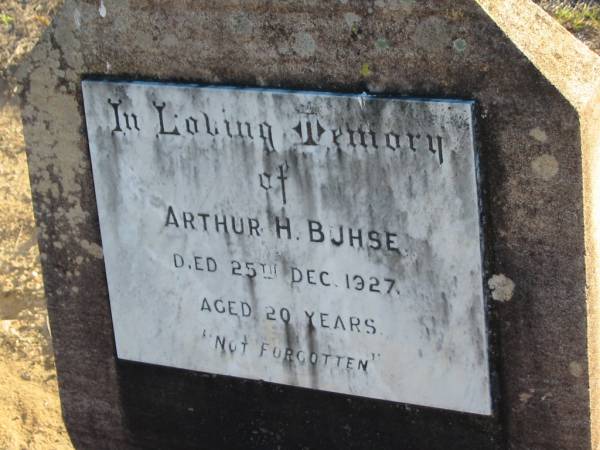 In Loving Memory
of
ARTHUR H. BUHSE.
DIED 25TH DEC. 1927.
AGED 20 YEARS.
"NOT FORGOTTEN"